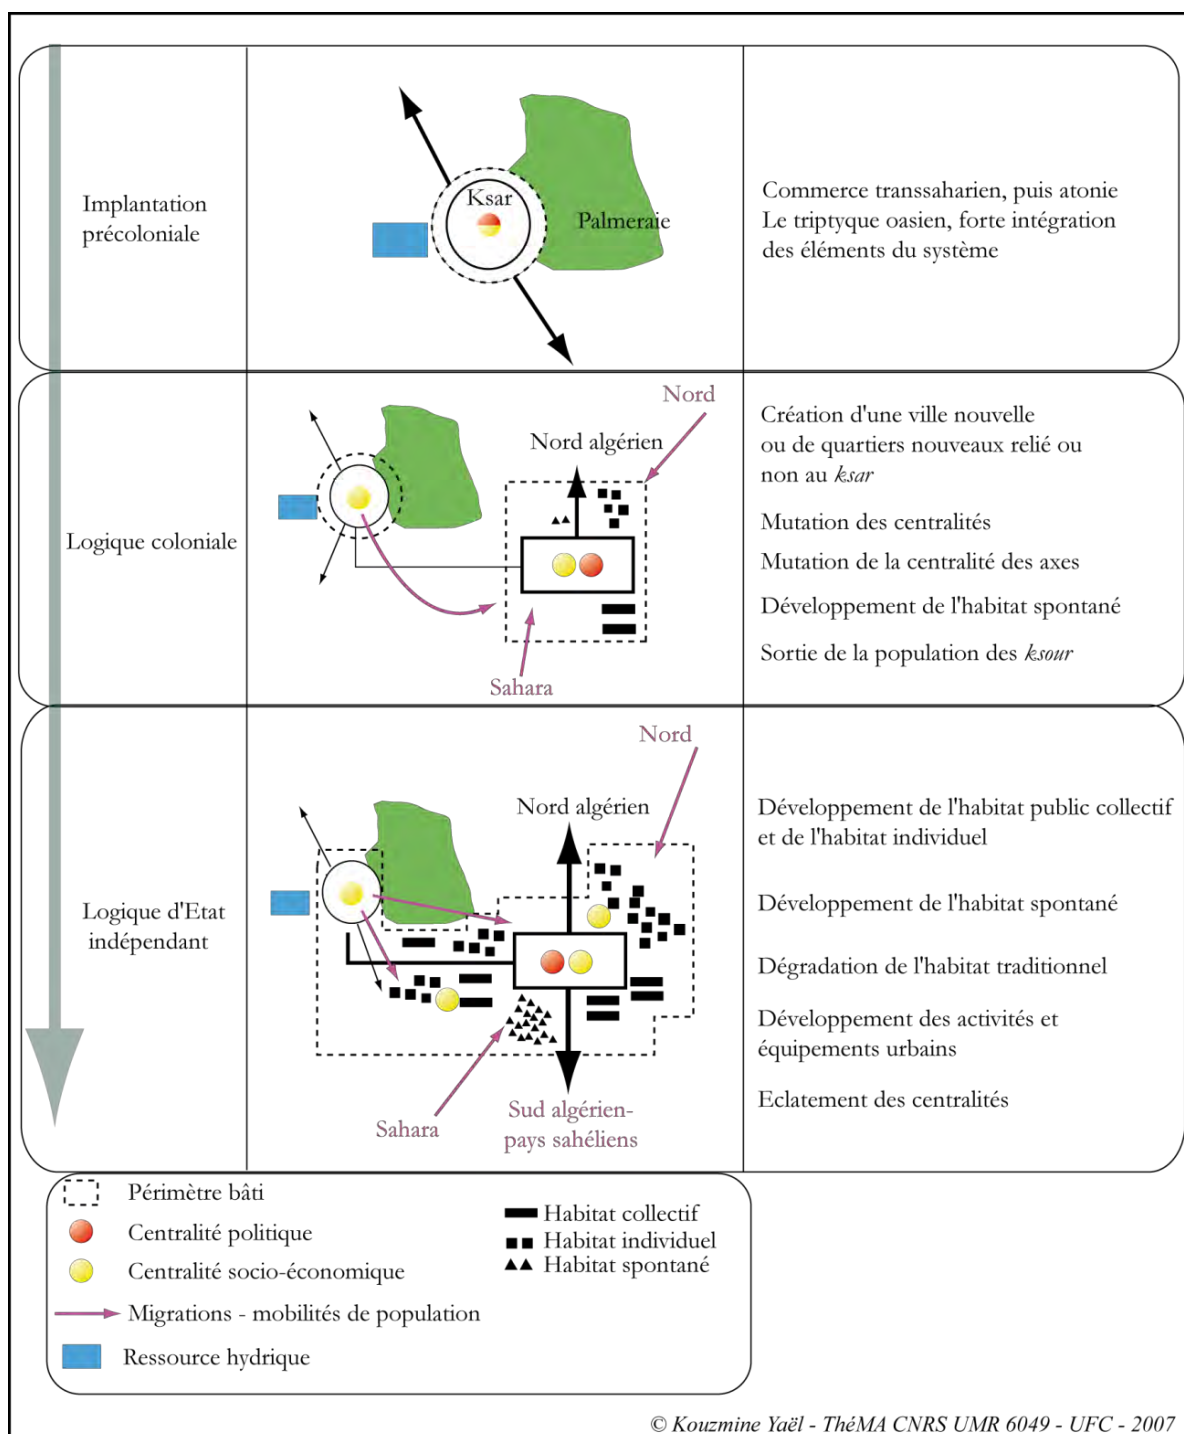 Implantation
précoloniale
Ksar
Palmeraie
Commerce transsaharien, puis atonie
Le triptyque oasien, forte intégration
des éléments du système
Logique coloniale
Nord
Nord algérien
Sahara
Création d'une ville nouvelle
ou de quartiers nouveaux relié ou
non au ksar
Mutation des centralités
Mutation de la centralité des axes
Développement de l'habitat spontané
Sortie de la population des ksour
Logique d'Etat
indépendant
Nord
Nord algérien
Sahara
Sud algérien-
pays sahéliens
Développement de l'habitat public collectif
et de l'habitat individuel
Développement de l'habitat spontané
Dégradation de l'habitat traditionnel
Développement des activités et
équipements urbains
Eclatement des centralités
Périmètre bâti
Centralité politique
Centralité socio-économique
Migrations - mobilités de population
Ressource hydrique
Habitat collectif
Habitat individuel
Habitat spontané
© Kouzmine Yaël - ThéMA CNRS UMR 6049 - UFC - 2007